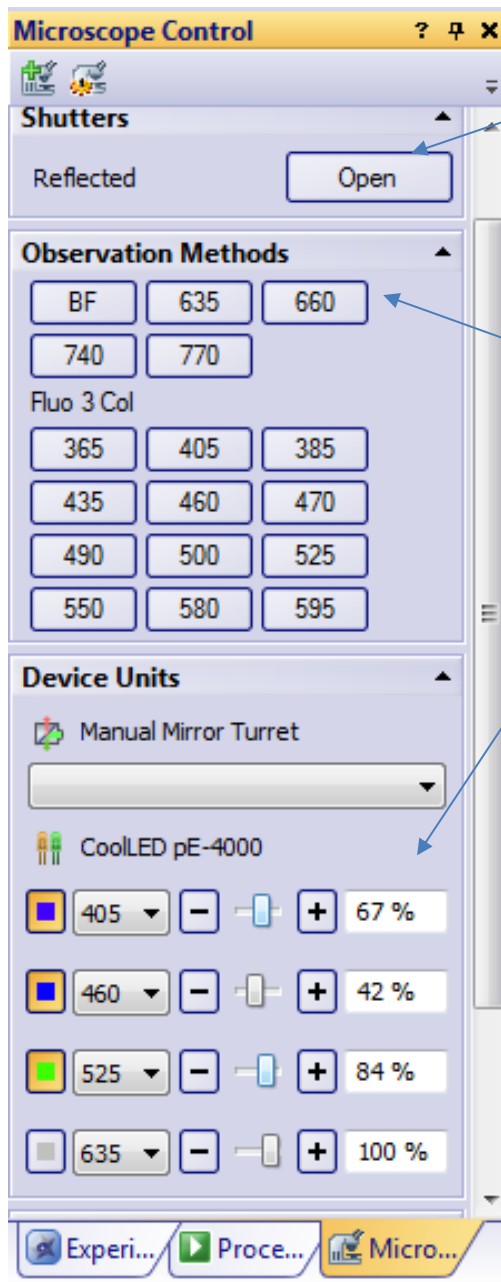 Microscope Control ?
Shutters
Reflected Open
Observation Methods
BF 635 660
740 770
Fluo 3 Col
365 405 385
435 460 470
490 500 525
550 580 595
Device Units
Manual Mirror Turret
CoolLED pE-4000
405 − + 67 %
460 − + 42 %
525 − + 84 %
635 − + 100 %
Experi... Proce... Micro...